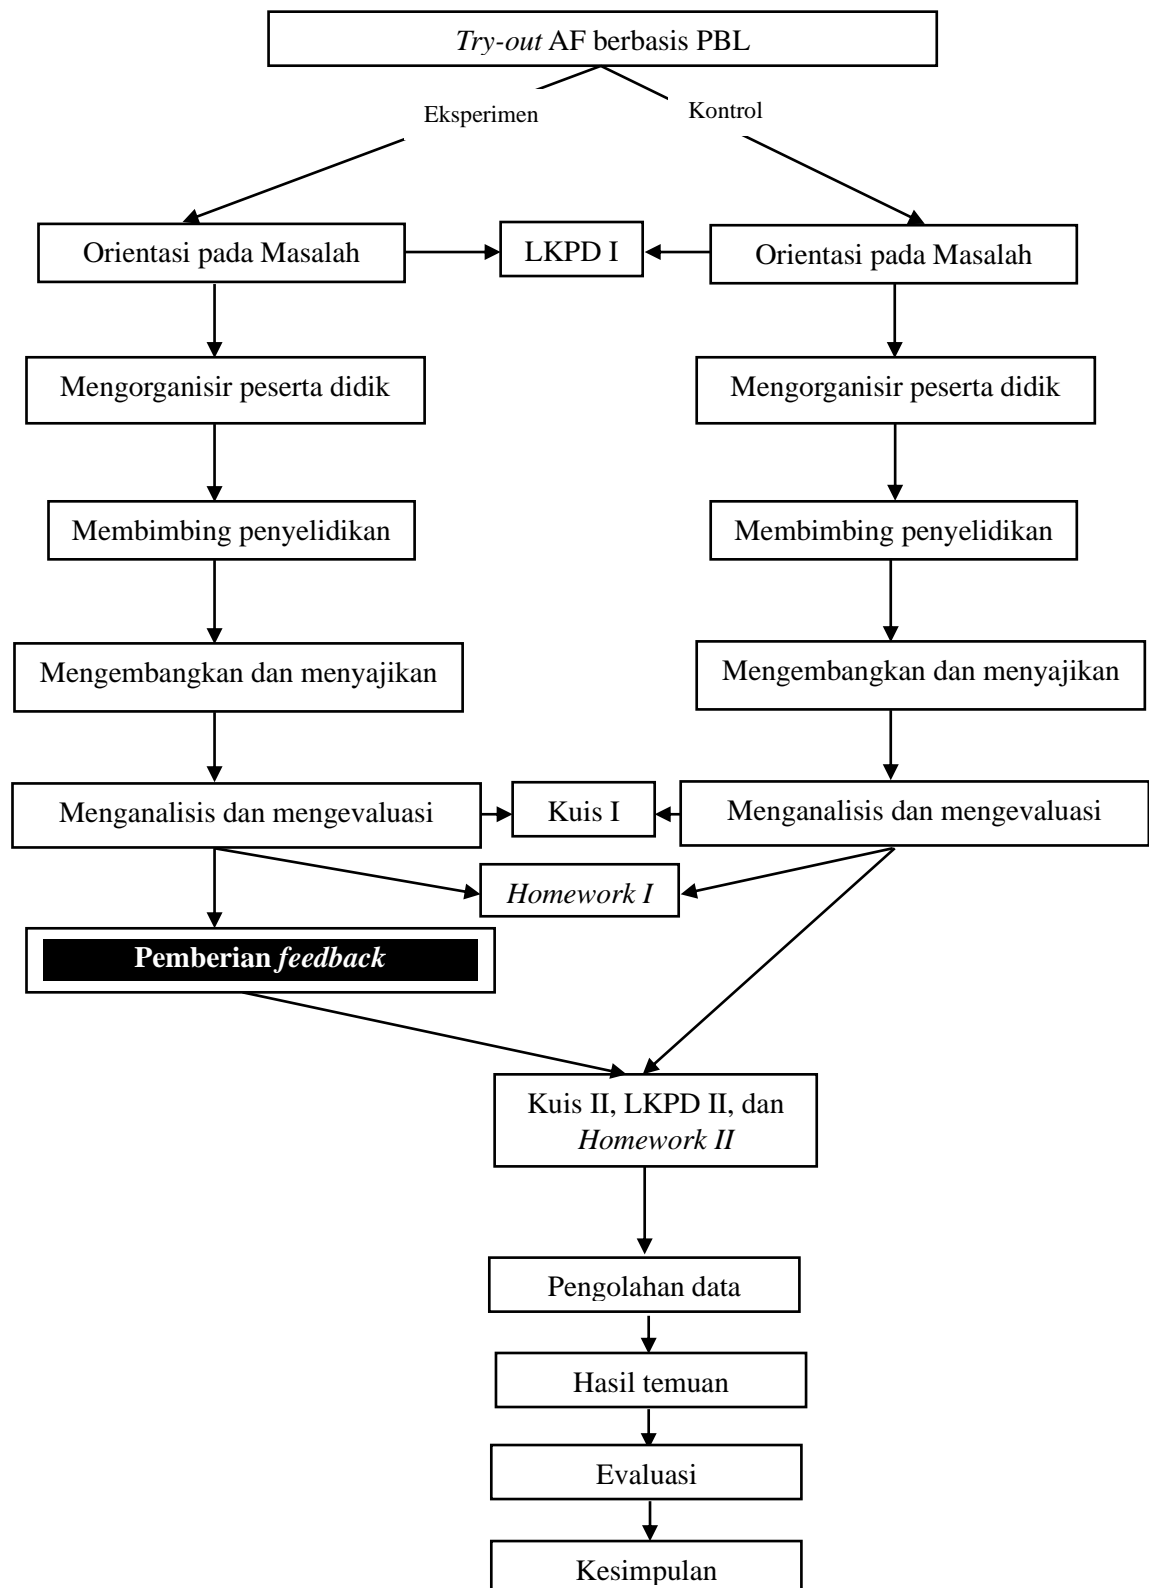 Try-out AF berbasis PBL
Eksperimen
Kontrol
Orientasi pada Masalah
LKPD I
Orientasi pada Masalah
Mengorganisir peserta didik
Mengorganisir peserta didik
Membimbing penyelidikan
Membimbing penyelidikan
Mengembangkan dan menyajikan
Mengembangkan dan menyajikan
Menganalisis dan mengevaluasi
Kuis I
Menganalisis dan mengevaluasi
Homework I
Pemberian feedback
Kuis II, LKPD II, dan
Homework II
Pengolahan data
Hasil temuan
Evaluasi
Kesimpulan